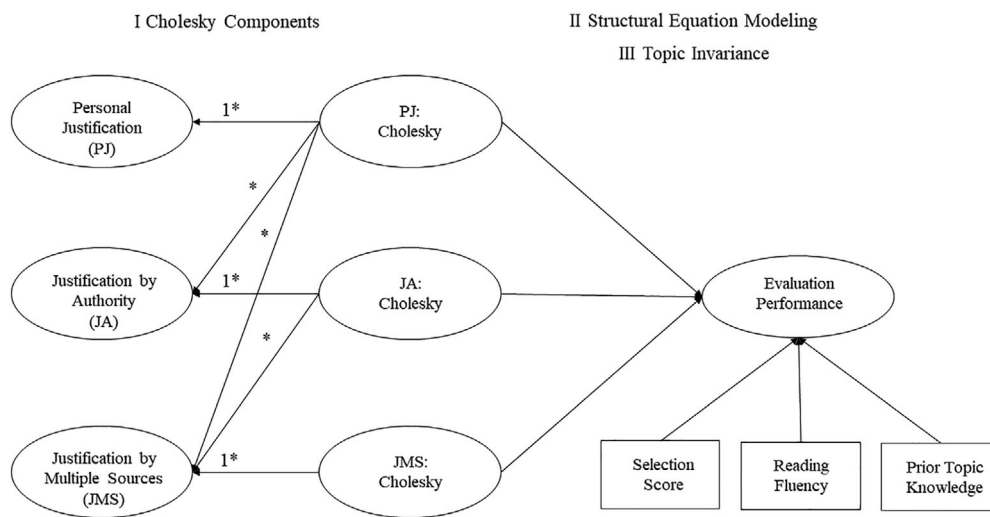 I Cholesky Components
II Structural Equation Modeling
III Topic Invariance
Personal
Justification
(PJ)
1*
PJ:
Cholesky
*
*
Justification by
Authority
(JA)
1*
JA:
Cholesky
Evaluation
Performance
*
Justification by
Multiple Sources
(JMS)
1*
JMS:
Cholesky
Selection
Score
Reading
Fluency
Prior Topic
Knowledge